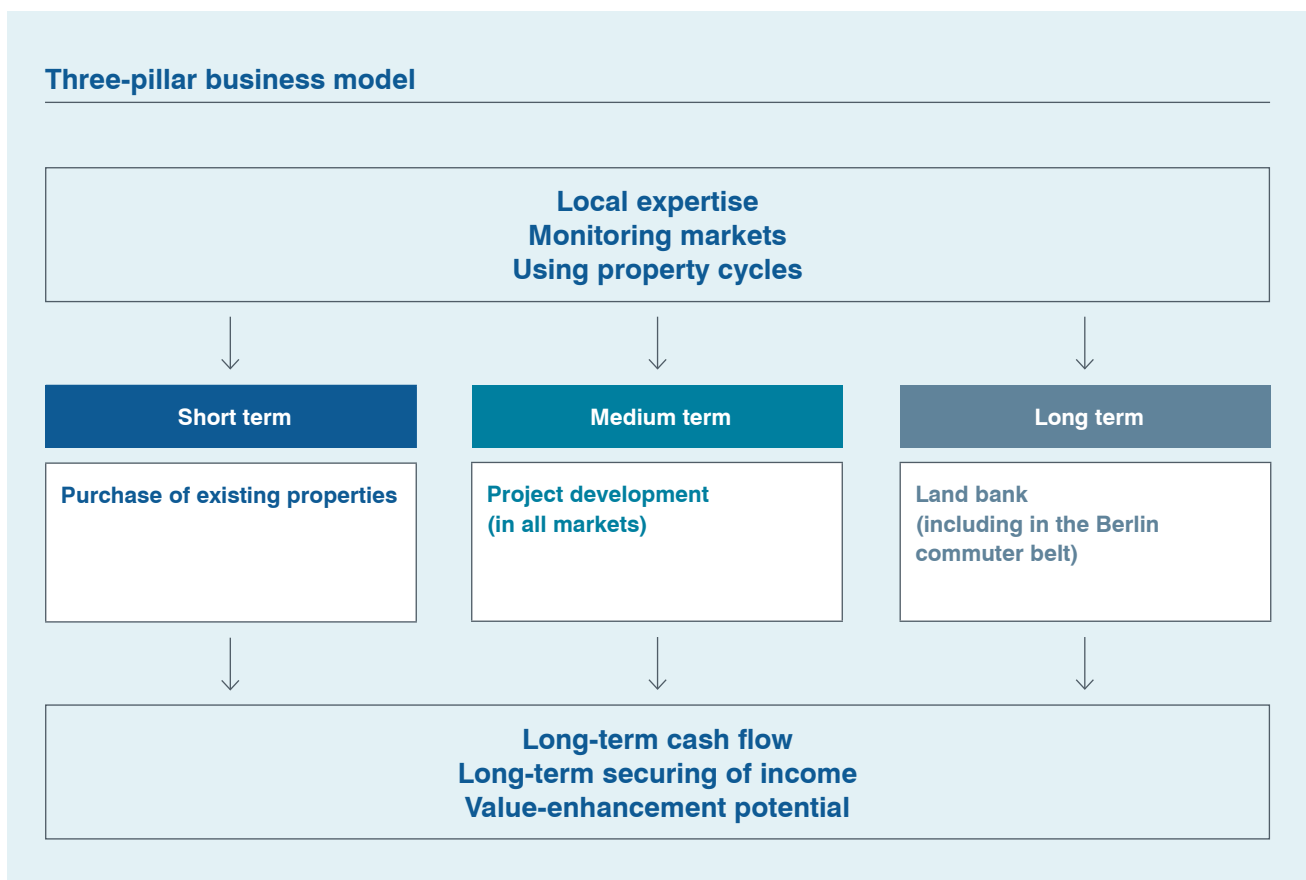 Three-pillar business model
Local expertise
Monitoring markets
Using property cycles
Short term
Medium term
Long term
Purchase of existing properties
Project development
(in all markets)
Land bank
(including in the Berlin
commuter belt)
Long-term cash flow
Long-term securing of income
Value-enhancement potential